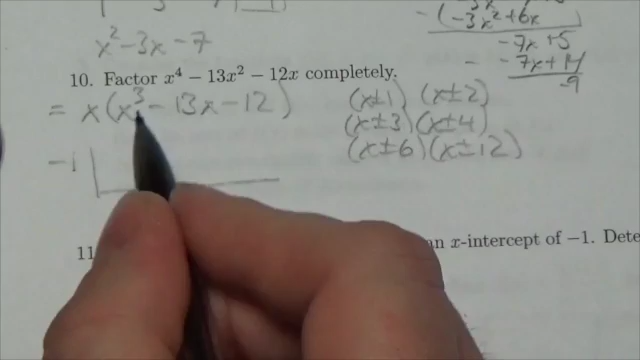 -(-3x²+6x)
-7x+5
x² - 3x - 7
- -7x+14
-9
10. Factor x⁴ − 13x² − 12x completely.
= x(x³ - 13x - 12)
(x±1) (x±2)
(x±3)(x±4)
(x±6)(x±12)
-1
11
an x-intercept of −1. Dete